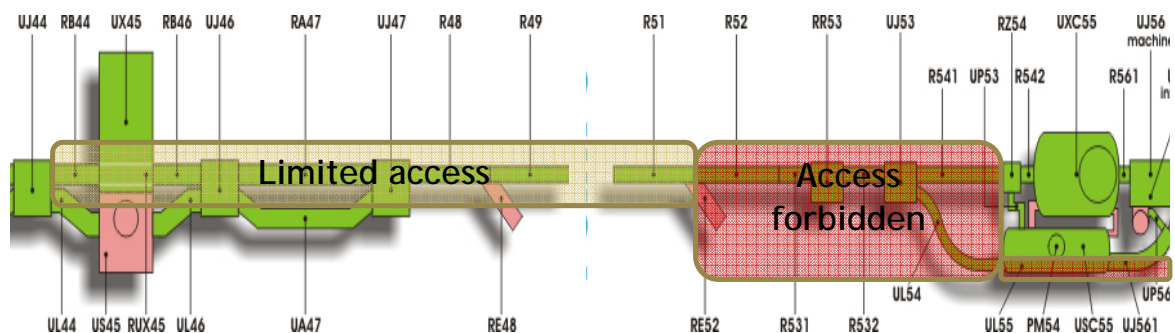 UJ44 RB44 UX45 RB46 UJ46 RA47 UJ47 R48 R49 R51 R52 RR53 UJ53 RZ54 UXC55 UJ56
machine
R541 UP53 R542 R561
Limited access
Access
forbidden
UL54 UP56
UL44 US45 RUX45 UL46 UA47 RE48 RE52 R531 R532 UL55 PM54 USC55 UJ561